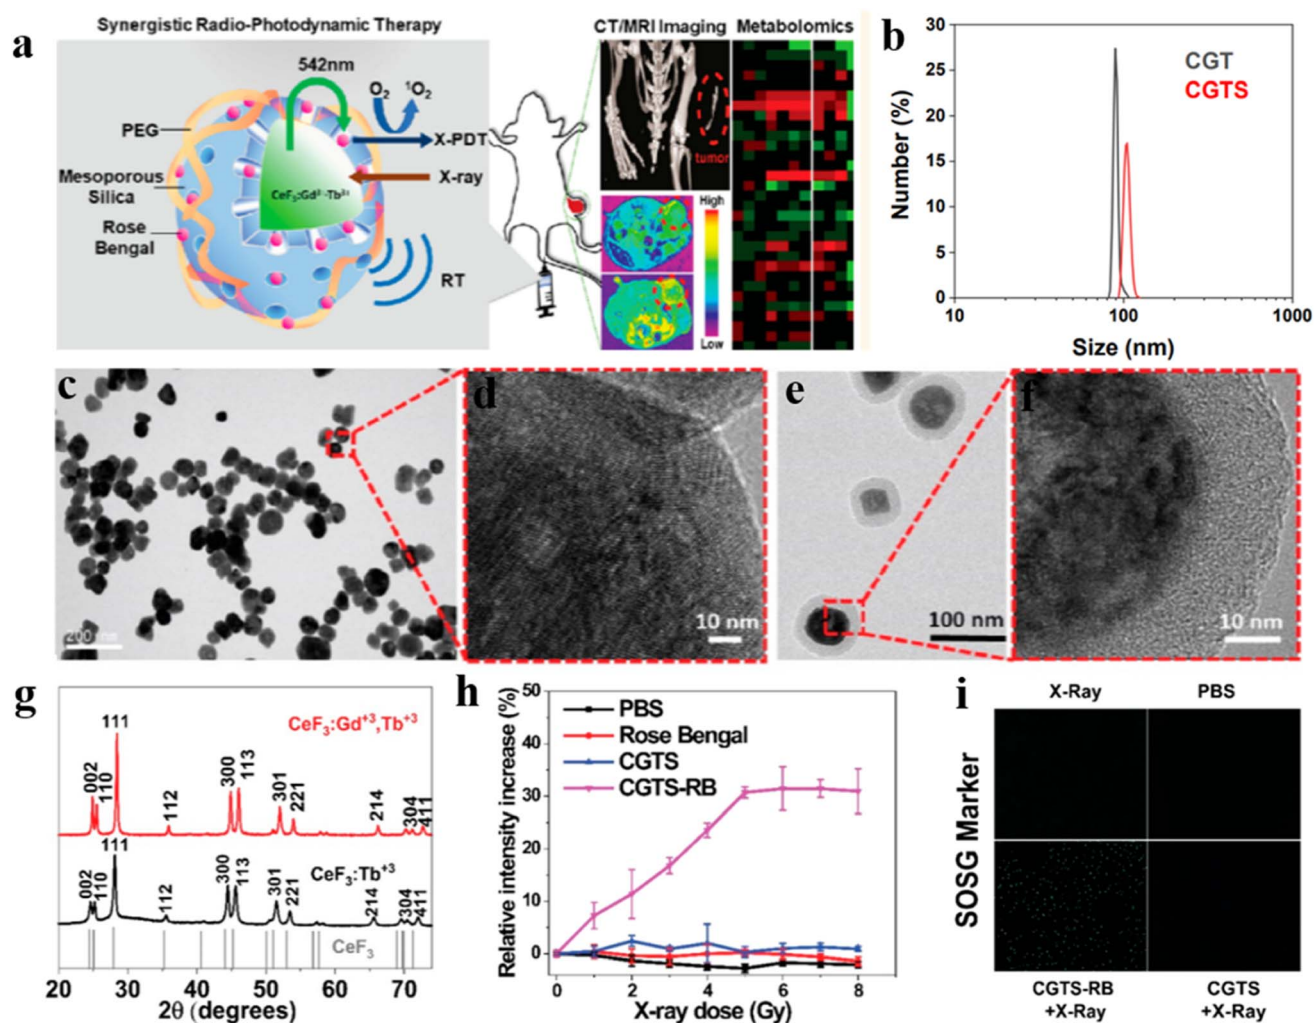 a
Synergistic Radio-Photodynamic Therapy
542nm
O₂
¹O₂
PEG
X-PDT
Mesoporous
Silica
X-ray
CeF₃:Gd³⁺-Tb³⁺
Rose
Bengal
RT
CT/MRI Imaging
Metabolomics
tumor
High
Low
b
CGT
CGTS
Number (%)
30
25
20
15
10
5
0
10
100
1000
Size (nm)
c
200 nm
d
10 nm
e
100 nm
f
10 nm
g
CeF₃:Gd⁺³,Tb⁺³
002
110
111
112
300
113
301
221
214
304
411
CeF₃:Tb⁺³
002
110
111
112
300
113
301
221
214
304
411
CeF₃
20 30 40 50 60 70
2θ (degrees)
h
PBS
Rose Bengal
CGTS
CGTS-RB
Relative intensity increase (%)
50
40
30
20
10
0
0 2 4 6 8
X-ray dose (Gy)
i
X-Ray
PBS
SOSG Marker
CGTS-RB
+X-Ray
CGTS
+X-Ray